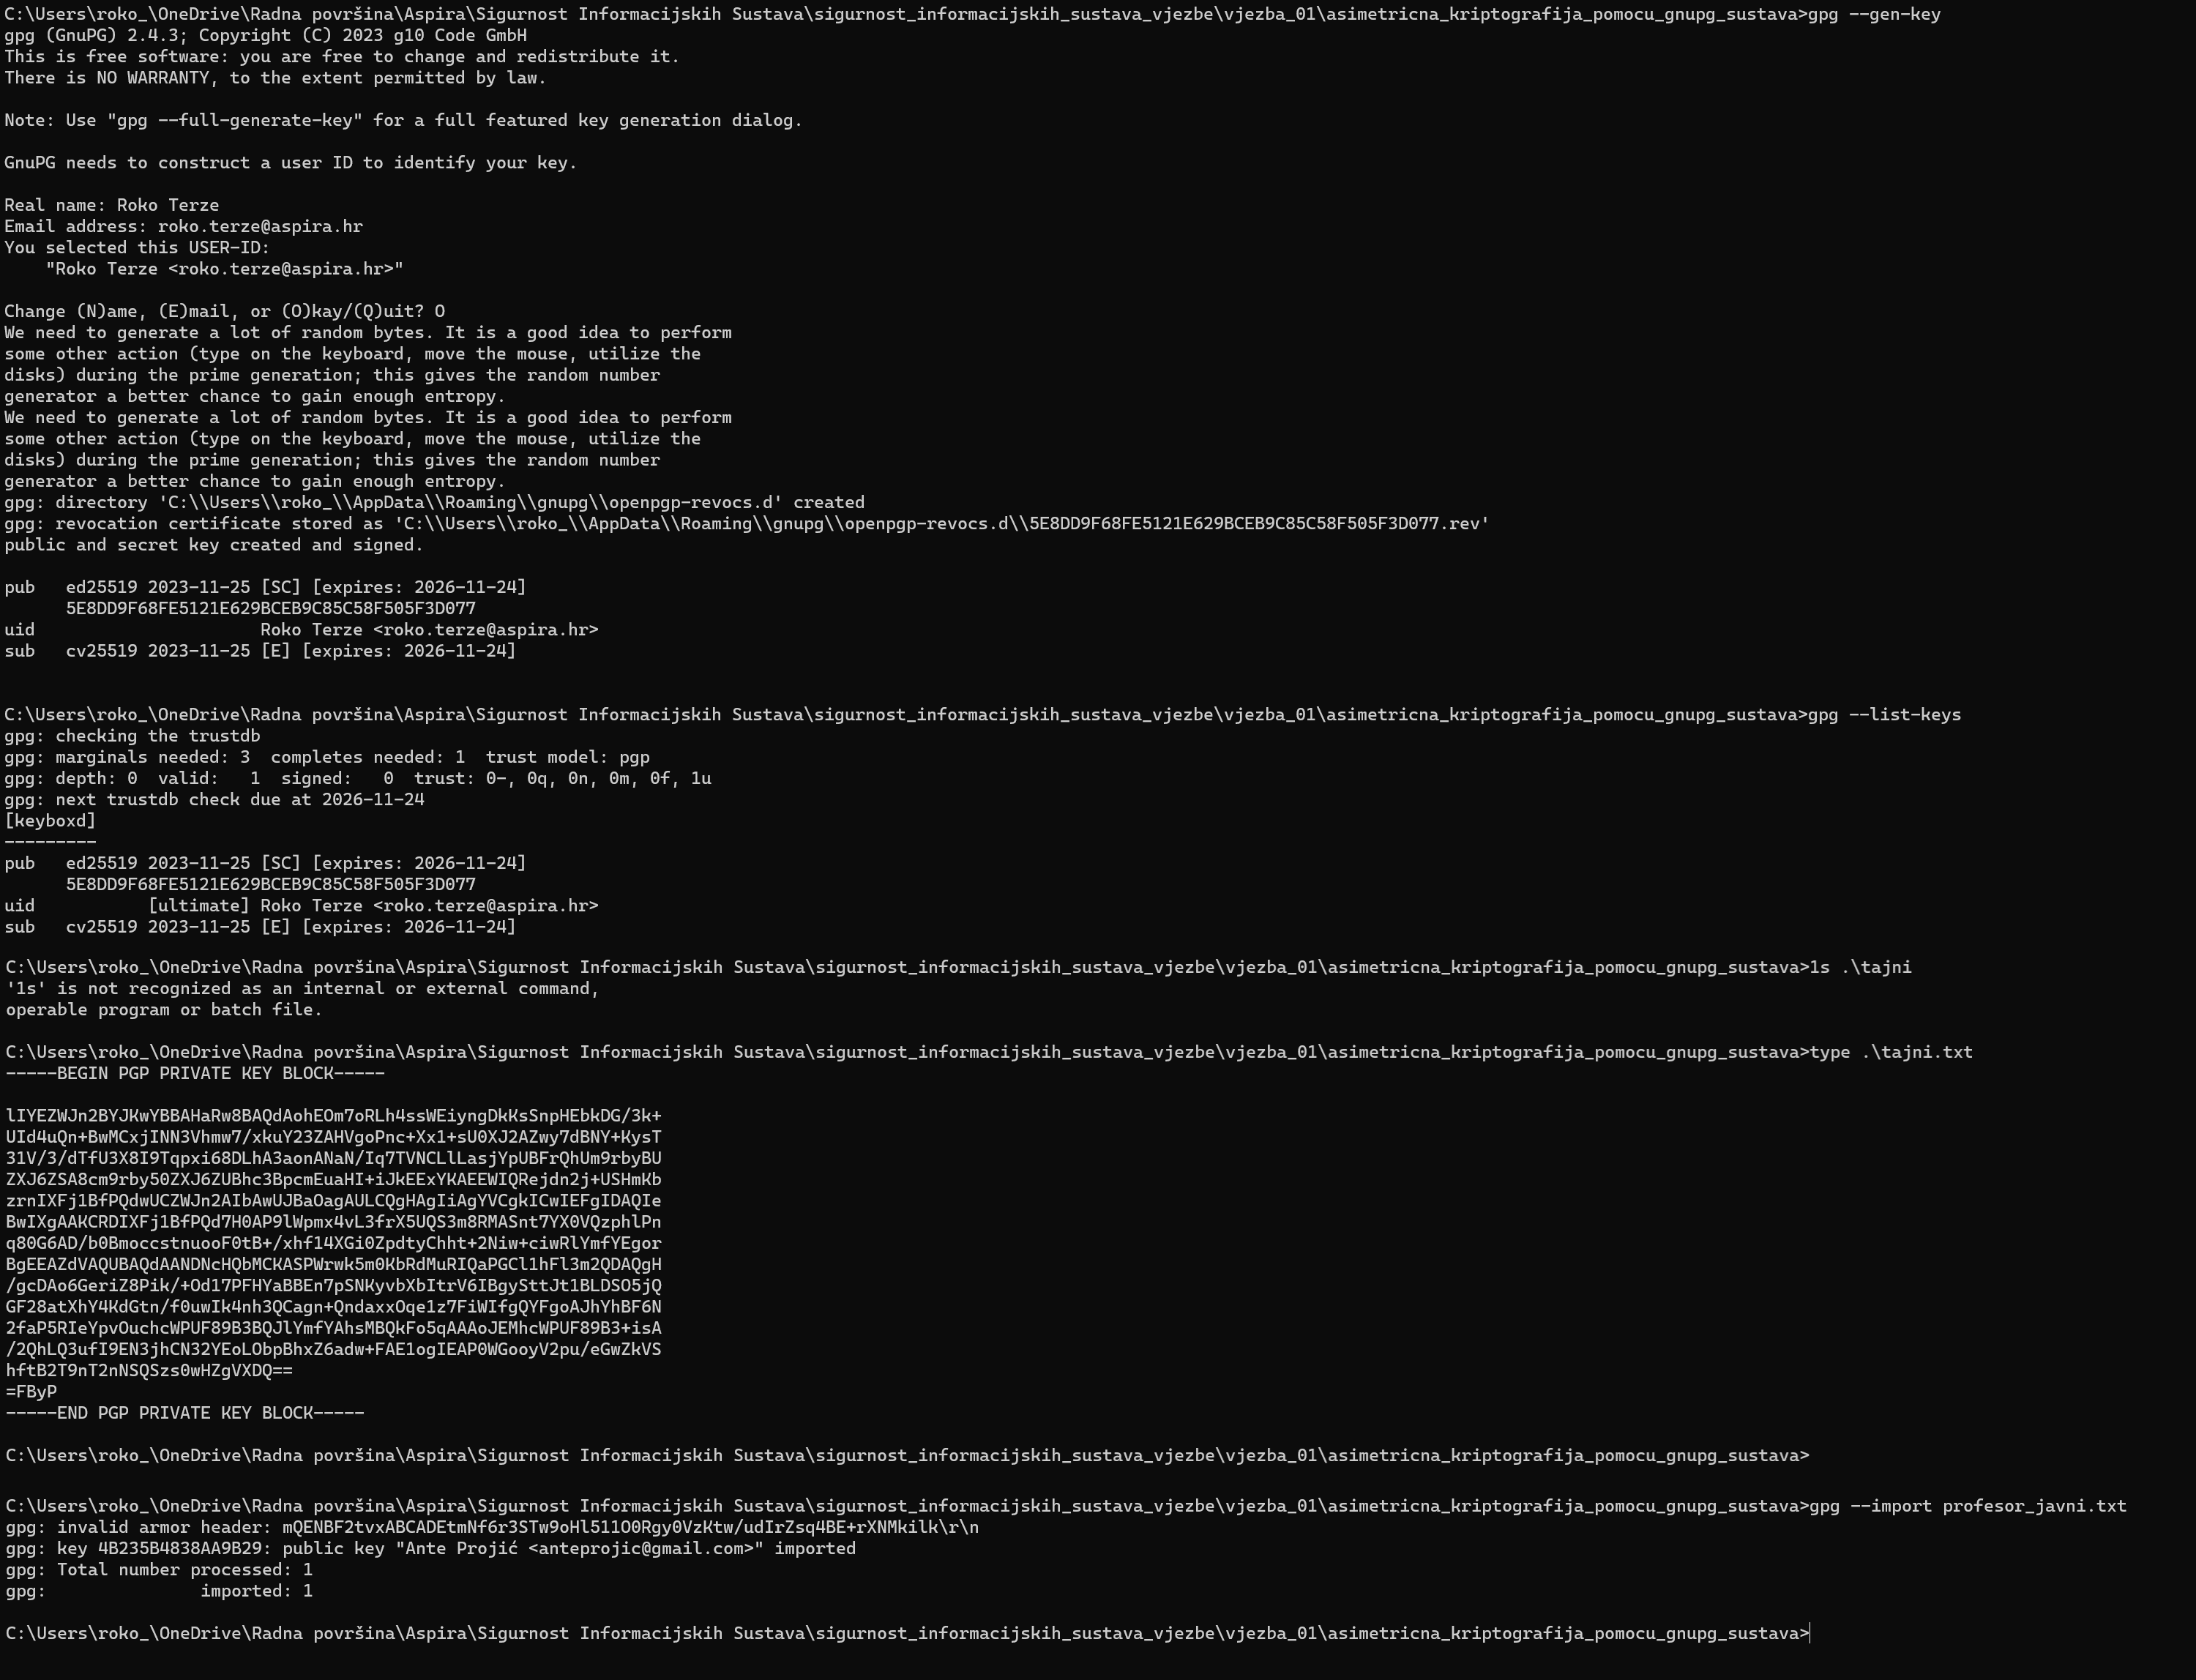 C:\Users\roko_\OneDrive\Radna površina\Aspira\Sigurnost Informacijskih Sustava\sigurnost_informacijskih_sustava_vjezbe\vjezba_01\asimetricna_kriptografija_pomocu_gnupg_sustava>gpg --gen-key
gpg (GnuPG) 2.4.3; Copyright (C) 2023 g10 Code GmbH
This is free software: you are free to change and redistribute it.
There is NO WARRANTY, to the extent permitted by law.

Note: Use "gpg --full-generate-key" for a full featured key generation dialog.

GnuPG needs to construct a user ID to identify your key.

Real name: Roko Terze
Email address: roko.terze@aspira.hr
You selected this USER-ID:
    "Roko Terze <roko.terze@aspira.hr>"

Change (N)ame, (E)mail, or (O)kay/(Q)uit? O
We need to generate a lot of random bytes. It is a good idea to perform
some other action (type on the keyboard, move the mouse, utilize the
disks) during the prime generation; this gives the random number
generator a better chance to gain enough entropy.
We need to generate a lot of random bytes. It is a good idea to perform
some other action (type on the keyboard, move the mouse, utilize the
disks) during the prime generation; this gives the random number
generator a better chance to gain enough entropy.
gpg: directory 'C:\\Users\\roko_\\AppData\\Roaming\\gnupg\\openpgp-revocs.d' created
gpg: revocation certificate stored as 'C:\\Users\\roko_\\AppData\\Roaming\\gnupg\\openpgp-revocs.d\\5E8DD9F68FE5121E629BCEB9C85C58F505F3D077.rev'
public and secret key created and signed.

pub   ed25519 2023-11-25 [SC] [expires: 2026-11-24]
      5E8DD9F68FE5121E629BCEB9C85C58F505F3D077
uid                      Roko Terze <roko.terze@aspira.hr>
sub   cv25519 2023-11-25 [E] [expires: 2026-11-24]

C:\Users\roko_\OneDrive\Radna površina\Aspira\Sigurnost Informacijskih Sustava\sigurnost_informacijskih_sustava_vjezbe\vjezba_01\asimetricna_kriptografija_pomocu_gnupg_sustava>gpg --list-keys
gpg: checking the trustdb
gpg: marginals needed: 3  completes needed: 1  trust model: pgp
gpg: depth: 0  valid:   1  signed:   0  trust: 0-, 0q, 0n, 0m, 0f, 1u
gpg: next trustdb check due at 2026-11-24
[keyboxd]
---------
pub   ed25519 2023-11-25 [SC] [expires: 2026-11-24]
      5E8DD9F68FE5121E629BCEB9C85C58F505F3D077
uid           [ultimate] Roko Terze <roko.terze@aspira.hr>
sub   cv25519 2023-11-25 [E] [expires: 2026-11-24]

C:\Users\roko_\OneDrive\Radna površina\Aspira\Sigurnost Informacijskih Sustava\sigurnost_informacijskih_sustava_vjezbe\vjezba_01\asimetricna_kriptografija_pomocu_gnupg_sustava>1s .\tajni
'1s' is not recognized as an internal or external command,
operable program or batch file.

C:\Users\roko_\OneDrive\Radna površina\Aspira\Sigurnost Informacijskih Sustava\sigurnost_informacijskih_sustava_vjezbe\vjezba_01\asimetricna_kriptografija_pomocu_gnupg_sustava>type .\tajni.txt
-----BEGIN PGP PRIVATE KEY BLOCK-----

lIYEZWJn2BYJKwYBBAHaRw8BAQdAohEOm7oRLh4ssWEiyngDkKsSnpHEbkDG/3k+
UId4uQn+BwMCxjINN3Vhmw7/xkuY23ZAHVgoPnc+Xx1+sU0XJ2AZwy7dBNY+KysT
31V/3/dTfU3X8I9Tqpxi68DLhA3aonANaN/Iq7TVNCLlLasjYpUBFrQhUm9rbyBU
ZXJ6ZSA8cm9rby50ZXJ6ZUBhc3BpcmEuaHI+iJkEExYKAEEWIQRejdn2j+USHmKb
zrnIXFj1BfPQdwUCZWJn2AIbAwUJBaOagAULCQgHAgIiAgYVCgkICwIEFgIDAQIe
BwIXgAAKCRDIXFj1BfPQd7H0AP9lWpmx4vL3frX5UQS3m8RMASnt7YX0VQzphlPn
q80G6AD/b0BmoccstnuooF0tB+/xhf14XGi0ZpdtyChht+2Niw+ciwRlYmfYEgor
BgEEAZdVAQUBAQdAANDNcHQbMCKASPWrwk5m0KbRdMuRIQaPGCl1hFl3m2QDAQgH
/gcDAo6GeriZ8Pik/+Od17PFHYaBBEn7pSNKyvbXbItrV6IBgySttJt1BLDSO5jQ
GF28atXhY4KdGtn/f0uwIk4nh3QCagn+QndaxxOqe1z7FiWIfgQYFgoAJhYhBF6N
2faP5RIeYpvOuchcWPUF89B3BQJlYmfYAhsMBQkFo5qAAAoJEMhcWPUF89B3+isA
/2QhLQ3ufI9EN3jhCN32YEoLObpBhxZ6adw+FAE1ogIEAP0WGooyV2pu/eGwZkVS
hftB2T9nT2nNSQSzs0wHZgVXDQ==
=FByP
-----END PGP PRIVATE KEY BLOCK-----

C:\Users\roko_\OneDrive\Radna površina\Aspira\Sigurnost Informacijskih Sustava\sigurnost_informacijskih_sustava_vjezbe\vjezba_01\asimetricna_kriptografija_pomocu_gnupg_sustava>

C:\Users\roko_\OneDrive\Radna površina\Aspira\Sigurnost Informacijskih Sustava\sigurnost_informacijskih_sustava_vjezbe\vjezba_01\asimetricna_kriptografija_pomocu_gnupg_sustava>gpg --import profesor_javni.txt
gpg: invalid armor header: mQENBF2tvxABCADEtmNf6r3STw9oHl511O0Rgy0VzKtw/udIrZsq4BE+rXNMkilk\r\n
gpg: key 4B235B4838AA9B29: public key "Ante Projić <anteprojic@gmail.com>" imported
gpg: Total number processed: 1
gpg:               imported: 1

C:\Users\roko_\OneDrive\Radna površina\Aspira\Sigurnost Informacijskih Sustava\sigurnost_informacijskih_sustava_vjezbe\vjezba_01\asimetricna_kriptografija_pomocu_gnupg_sustava>